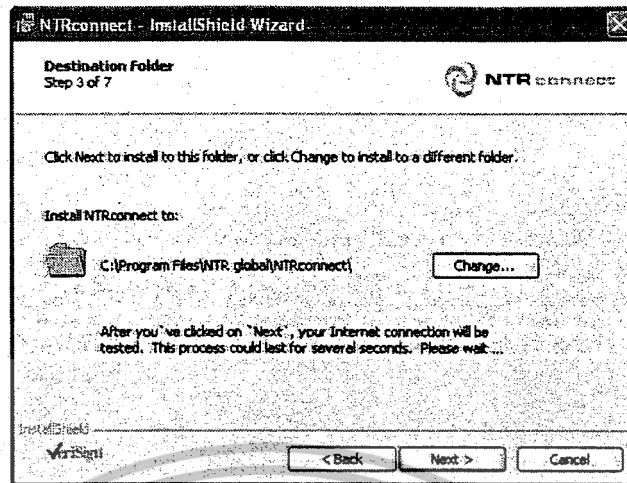 NTRconnect - InstallShield Wizard
Destination Folder
Step 3 of 7
NTR connect
Click Next to install to this folder, or click Change to install to a different folder.
Install NTRconnect to:
C:\Program Files\NTR global\NTRconnect\
Change...
After you`ve clicked on `Next`, your Internet connection will be
tested. This process could last for several seconds. Please wait ...
InstallShield
VeriSign
< Back
Next >
Cancel